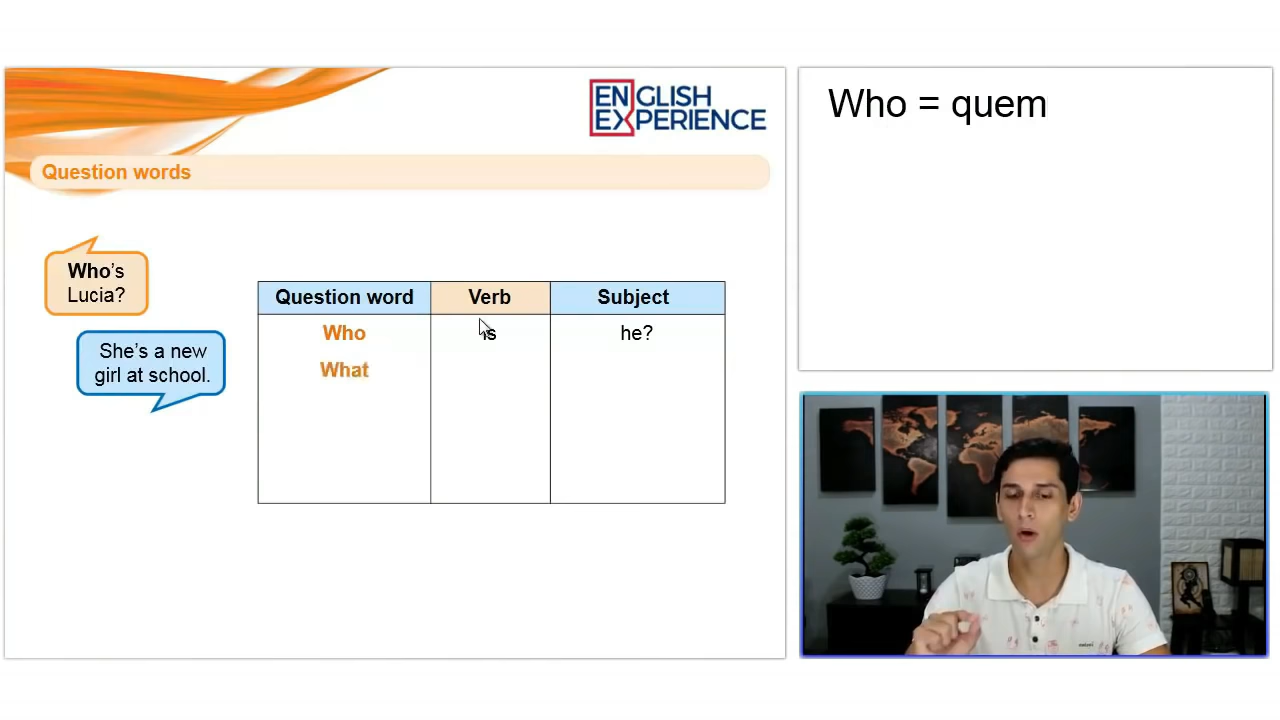 ENGLISH
EXPERIENCE
Question words
Who's
Lucia?
She's a new
girl at school.
Question word Verb Subject
Who is he?
What
Who = quem